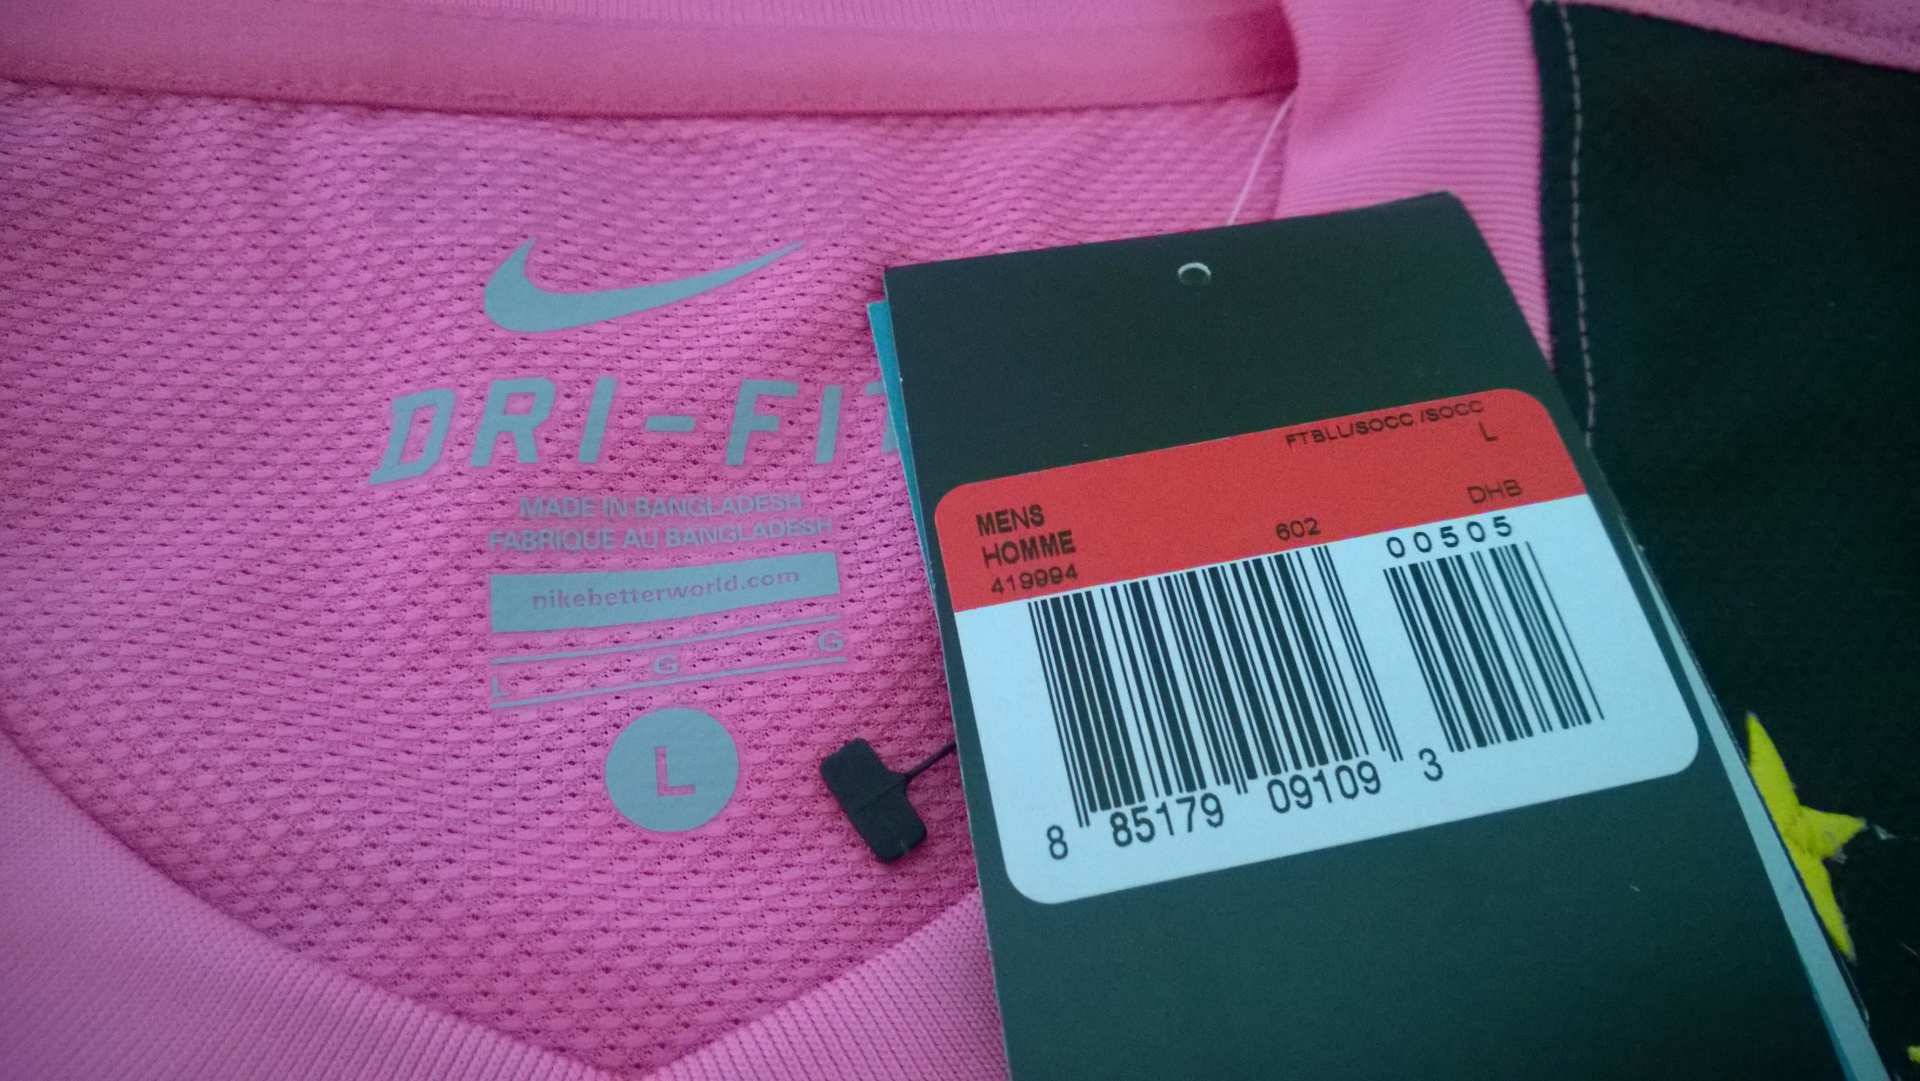 DRI-FIT
MADE IN BANGLADESH
FABRIQUE AU BANGLADESH
nikebetterworld.com
L G G
L
FTBLL/SOCC /SOCC
L
DHB
MENS
HOMME
419994
602
00505
8 85179 09109 3